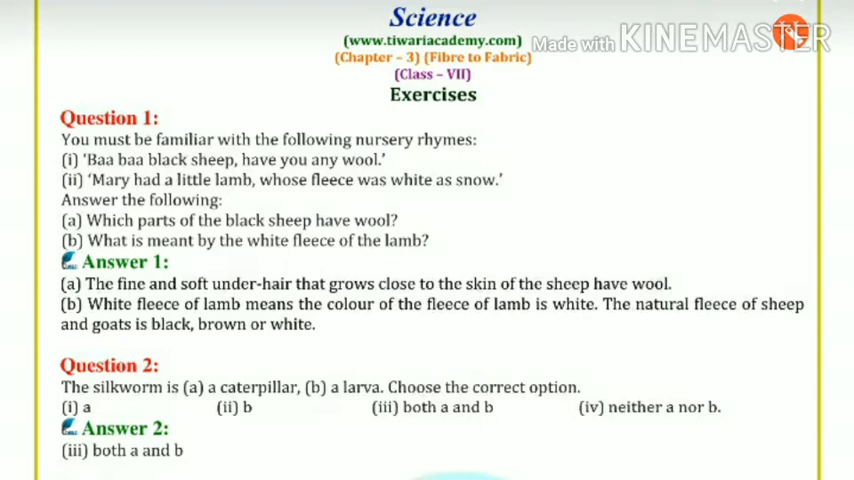 Science
(www.tiwariacademy.com)
Made with KINEMASTER
(Chapter – 3) (Fibre to Fabric)
(Class – VII)
Exercises
Question 1:
You must be familiar with the following nursery rhymes:
(i) ‘Baa baa black sheep, have you any wool.’
(ii) ‘Mary had a little lamb, whose fleece was white as snow.’
Answer the following:
(a) Which parts of the black sheep have wool?
(b) What is meant by the white fleece of the lamb?
Answer 1:
(a) The fine and soft under-hair that grows close to the skin of the sheep have wool.
(b) White fleece of lamb means the colour of the fleece of lamb is white. The natural fleece of sheep
and goats is black, brown or white.
Question 2:
The silkworm is (a) a caterpillar, (b) a larva. Choose the correct option.
(i) a (ii) b (iii) both a and b (iv) neither a nor b.
Answer 2:
(iii) both a and b